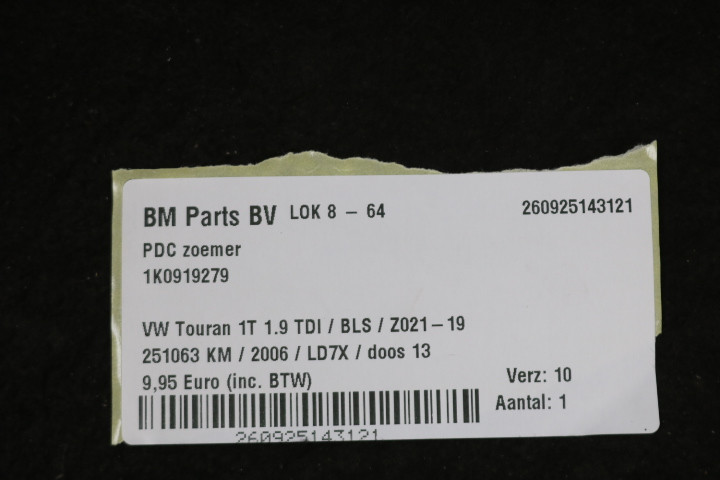 BM Parts BV LOK 8 – 64 260925143121
PDC zoemer
1K0919279
VW Touran 1T 1.9 TDI / BLS / Z021–19
251063 KM / 2006 / LD7X / doos 13
9,95 Euro (inc. BTW) Verz: 10
Aantal: 1
260925143121